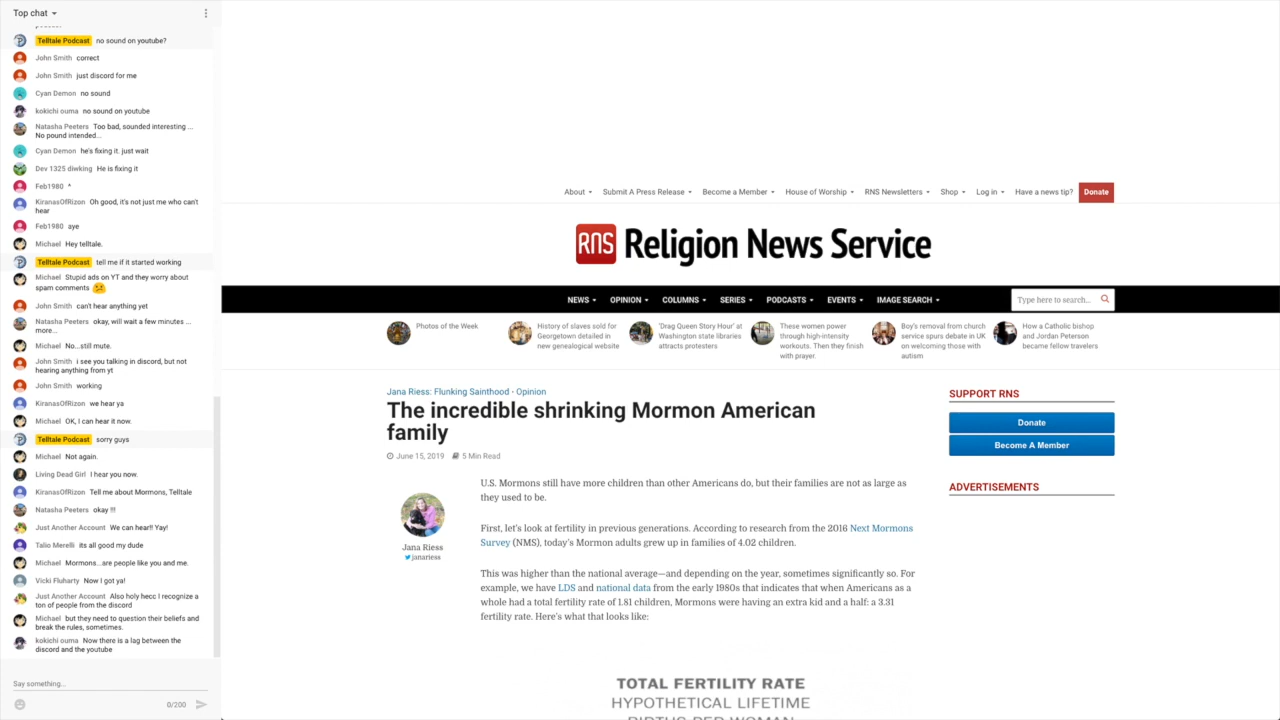 Top chat
Telltale Podcast no sound on youtube?
John Smith correct
John Smith just discord for me
Cyan Demon no sound
kokichi ouma no sound on youtube
Natasha Peeters Too bad, sounded interesting ...
No pound intended...
Cyan Demon he's fixing it. just wait
Dev 1325 diwking He is fixing it
Feb1980 ^
KiranasOfRizon Oh good, it's not just me who can't
hear
Feb1980 aye
Michael Hey telltale.
Telltale Podcast tell me if it started working
Michael Stupid ads on YT and they worry about
spam comments
John Smith can't hear anything yet
Natasha Peeters okay, will wait a few minutes ...
more...
Michael No...still mute.
John Smith i see you talking in discord, but not
hearing anything from yt
John Smith working
KiranasOfRizon we hear ya
Michael OK, I can hear it now.
Telltale Podcast sorry guys
Michael Not again.
Living Dead Girl I hear you now.
KiranasOfRizon Tell me about Mormons, Telltale
Natasha Peeters okay !!!
Just Another Account We can hear!! Yay!
Talio Merelli its all good my dude
Michael Mormons...are people like you and me.
Vicki Fluharty Now I got ya!
Just Another Account Also holy hecc I recognize a
ton of people from the discord
Michael but they need to question their beliefs and
break the rules, sometimes.
kokichi ouma Now there is a lag between the
discord and the youtube
Say something...
0/200
About Submit A Press Release Become a Member House of Worship RNS Newsletters Shop Log in Have a news tip? Donate
RNS Religion News Service
NEWS OPINION COLUMNS SERIES PODCASTS EVENTS IMAGE SEARCH Type here to search...
Photos of the Week
History of slaves sold for
Georgetown detailed in
new genealogical website
'Drag Queen Story Hour' at
Washington state libraries
attracts protesters
These women power
through high-intensity
workouts. Then they finish
with prayer.
Boy's removal from church
service spurs debate in UK
on welcoming those with
autism
How a Catholic bishop
and Jordan Peterson
became fellow travelers
Jana Riess: Flunking Sainthood · Opinion
The incredible shrinking Mormon American
family
June 15, 2019 5 Min Read
Jana Riess
janariess
U.S. Mormons still have more children than other Americans do, but their families are not as large as
they used to be.
First, let's look at fertility in previous generations. According to research from the 2016 Next Mormons
Survey (NMS), today's Mormon adults grew up in families of 4.02 children.
This was higher than the national average—and depending on the year, sometimes significantly so. For
example, we have LDS and national data from the early 1980s that indicates that when Americans as a
whole had a total fertility rate of 1.81 children, Mormons were having an extra kid and a half: a 3.31
fertility rate. Here's what that looks like:
TOTAL FERTILITY RATE
HYPOTHETICAL LIFETIME
BIRTHS PER WOMAN
SUPPORT RNS
Donate
Become A Member
ADVERTISEMENTS